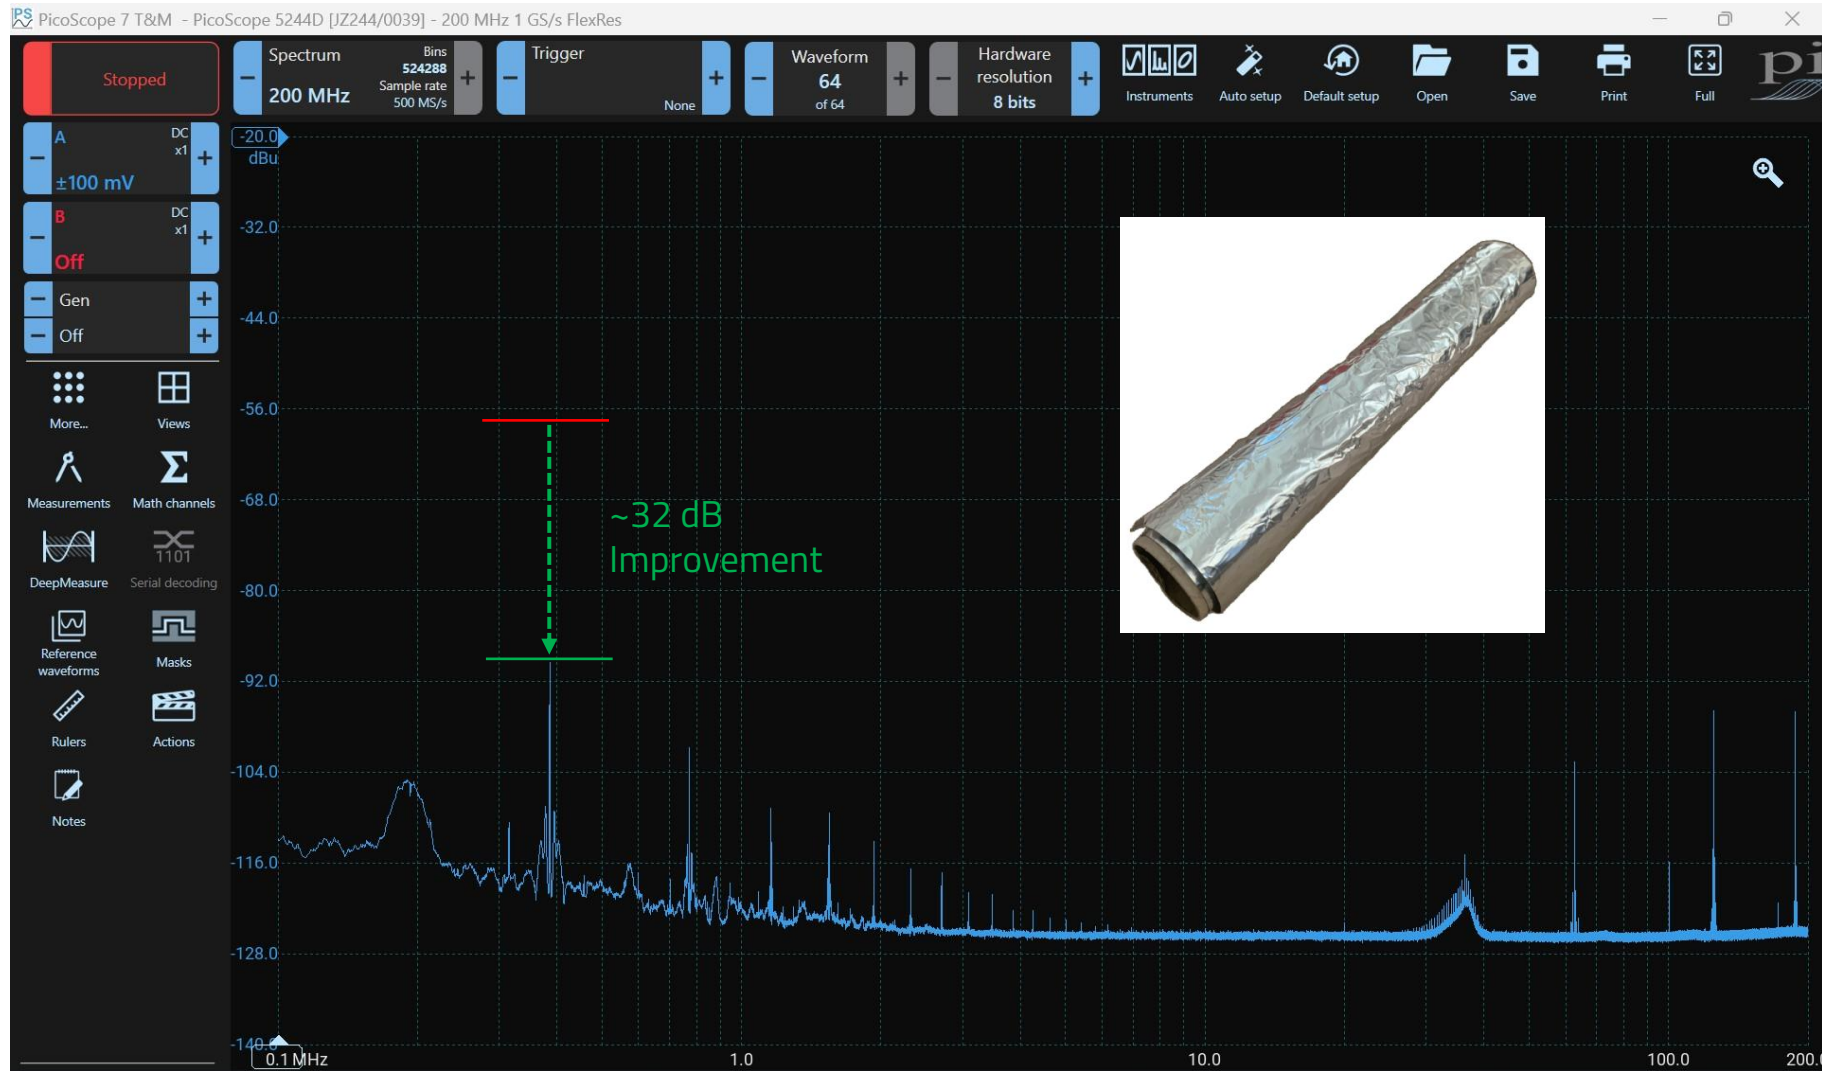 PS PicoScope 7 T&M - PicoScope 5244D [JZ244/0039] - 200 MHz 1 GS/s FlexRes
Stopped
Spectrum
200 MHz
Bins
524288
Sample rate
500 MS/s
Trigger
None
Waveform
64
of 64
Hardware
resolution
8 bits
Instruments
Auto setup
Default setup
Open
Save
Print
Full
pi
A
DC
x1
±100 mV
B
DC
x1
Off
Gen
Off
More...
Views
Measurements
Math channels
DeepMeasure
1101
Serial decoding
Reference
waveforms
Masks
Rulers
Actions
Notes
-20.0
dBu
-32.0
-44.0
-56.0
-68.0
-80.0
-92.0
-104.0
-116.0
-128.0
-140.0
~32 dB
Improvement
0.1 MHz
1.0
10.0
100.0
200.